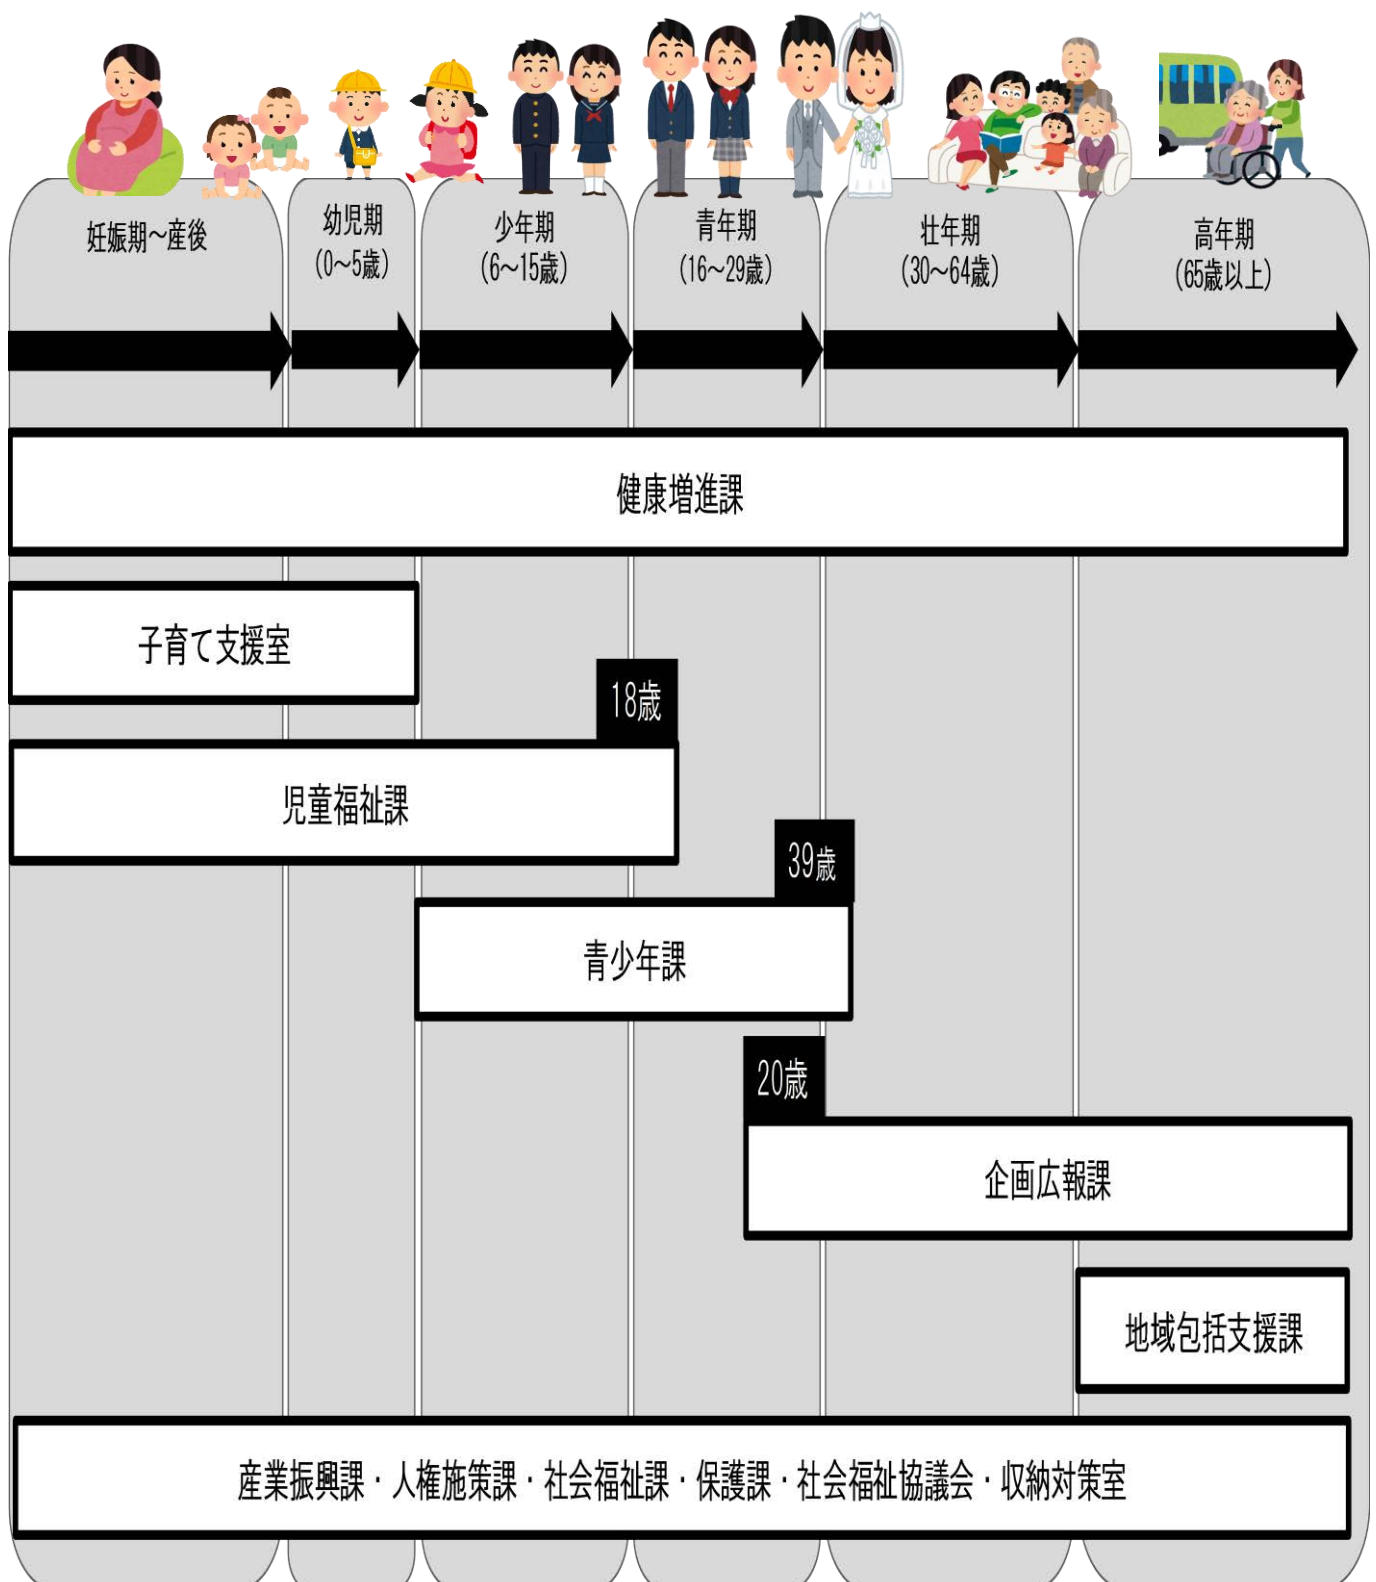 妊娠期～産後
幼児期
(0～5歳)
少年期
(6～15歳)
青年期
(16～29歳)
壮年期
(30～64歳)
高年期
(65歳以上)
健康増進課
子育て支援室
18歳
児童福祉課
39歳
青少年課
20歳
企画広報課
地域包括支援課
産業振興課・人権施策課・社会福祉課・保護課・社会福祉協議会・収納対策室